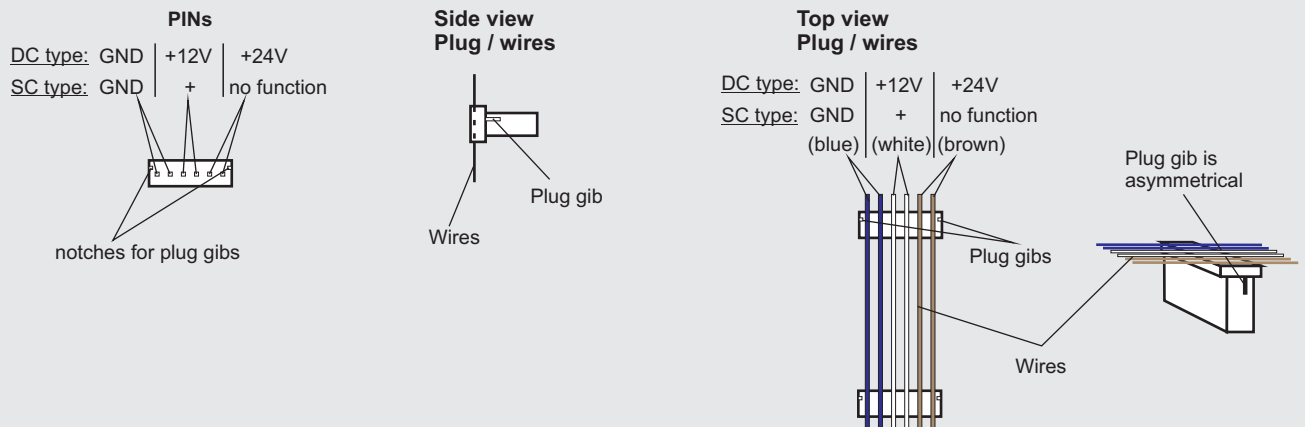 PINs
DC type: GND +12V +24V
SC type: GND + no function
notches for plug gibs
Side view
Plug / wires
Plug gib
Wires
Top view
Plug / wires
DC type: GND +12V +24V
SC type: GND + no function
(blue) (white) (brown)
Plug gibs
Wires
Plug gib is
asymmetrical